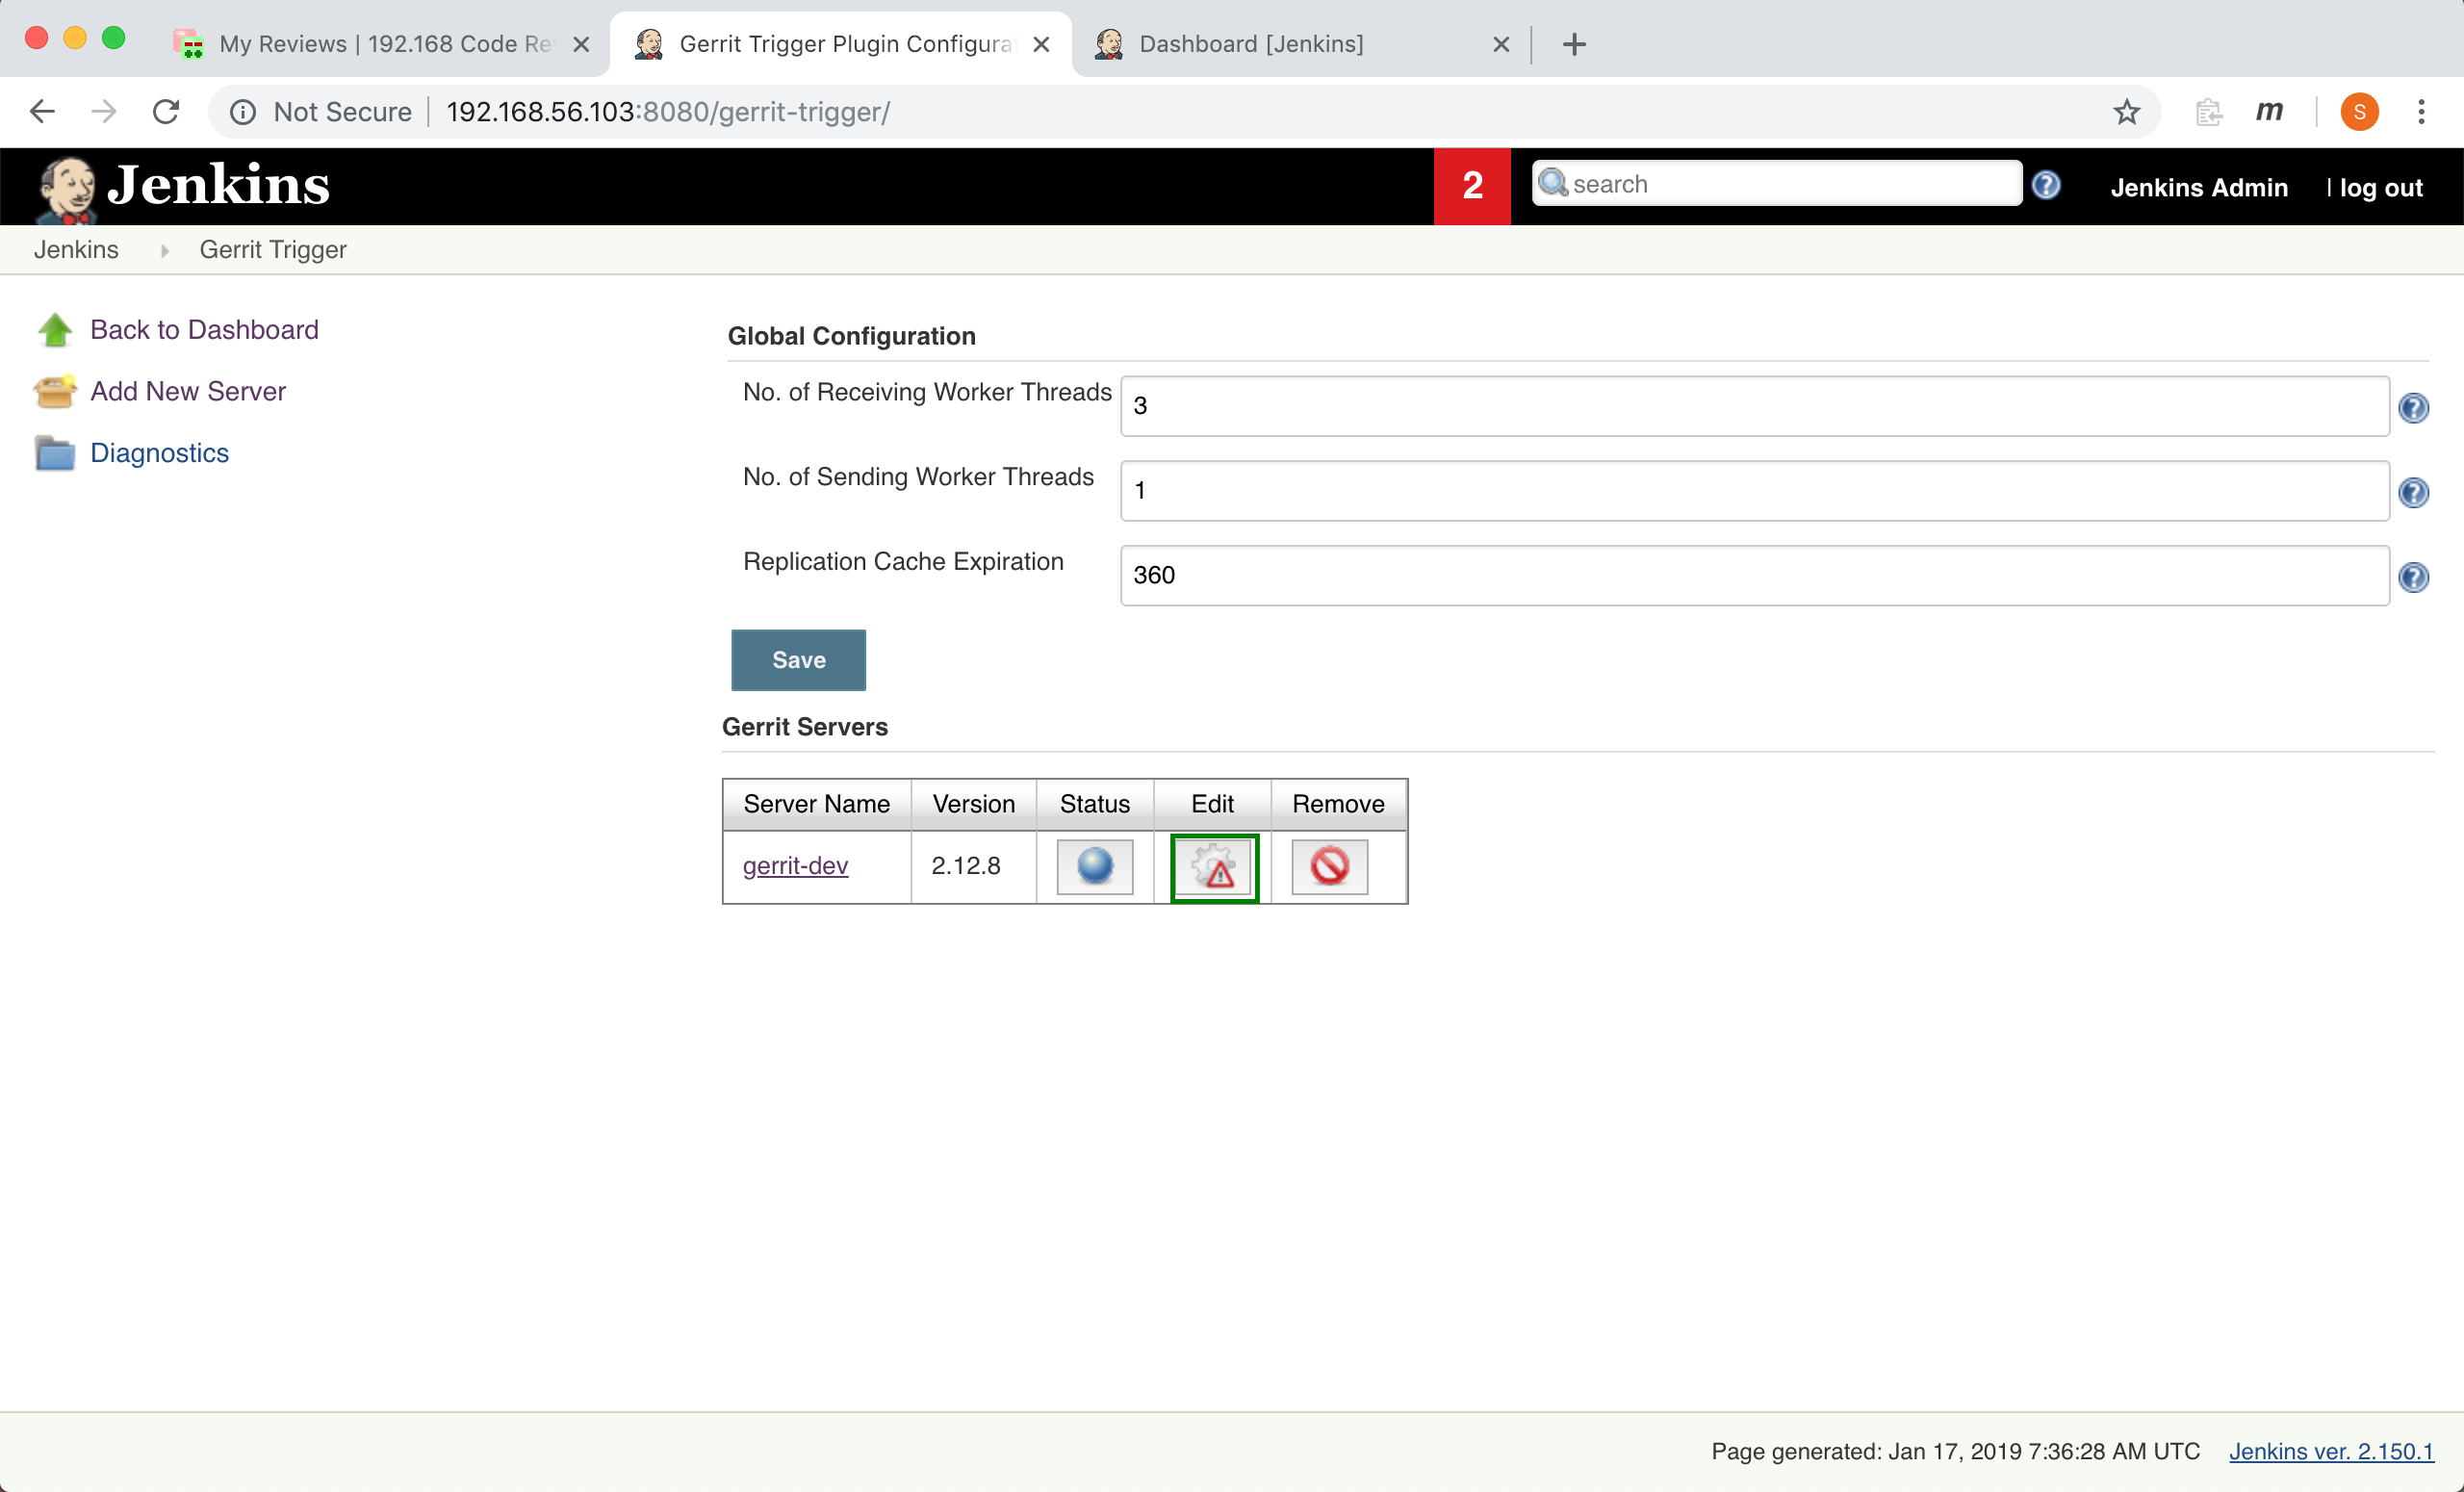 My Reviews | 192.168 Code Re
Gerrit Trigger Plugin Configura
Dashboard [Jenkins]
Not Secure
192.168.56.103:8080/gerrit-trigger/
m
S
Jenkins
2
search
Jenkins Admin
| log out
Jenkins
Gerrit Trigger
Back to Dashboard
Add New Server
Diagnostics
Global Configuration
No. of Receiving Worker Threads
3
No. of Sending Worker Threads
1
Replication Cache Expiration
360
Save
Gerrit Servers
Server Name Version Status Edit Remove
gerrit-dev 2.12.8
Page generated: Jan 17, 2019 7:36:28 AM UTC
Jenkins ver. 2.150.1